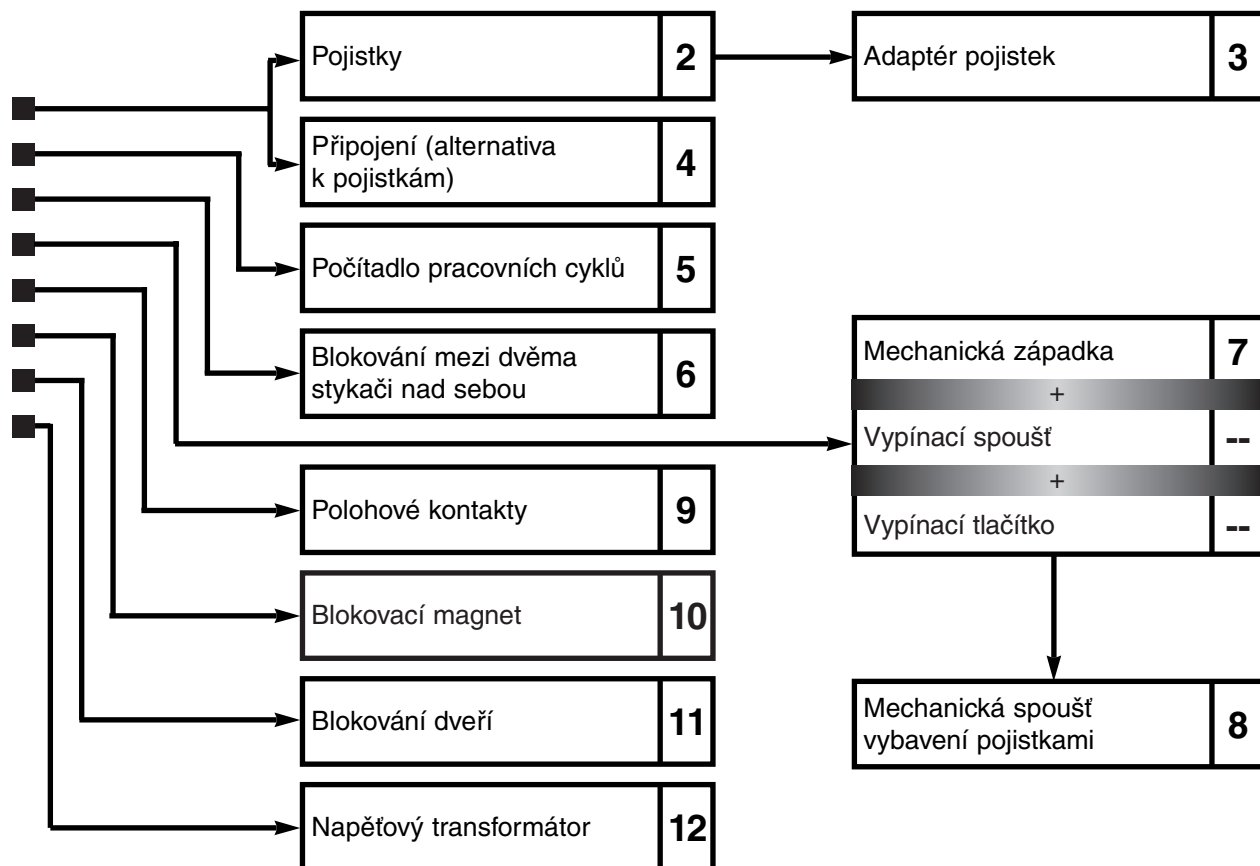 Pojistky 2
Adaptér pojistek 3
Připojení (alternativa
k pojistkám) 4
Počítadlo pracovních cyklů 5
Blokování mezi dvěma
stykači nad sebou 6
Mechanická západka 7
+
Vypínací spoušť --
+
Vypínací tlačítko --
Polohové kontakty 9
Blokovací magnet 10
Mechanická spoušť
vybavení pojistkami 8
Blokování dveří 11
Napěťový transformátor 12